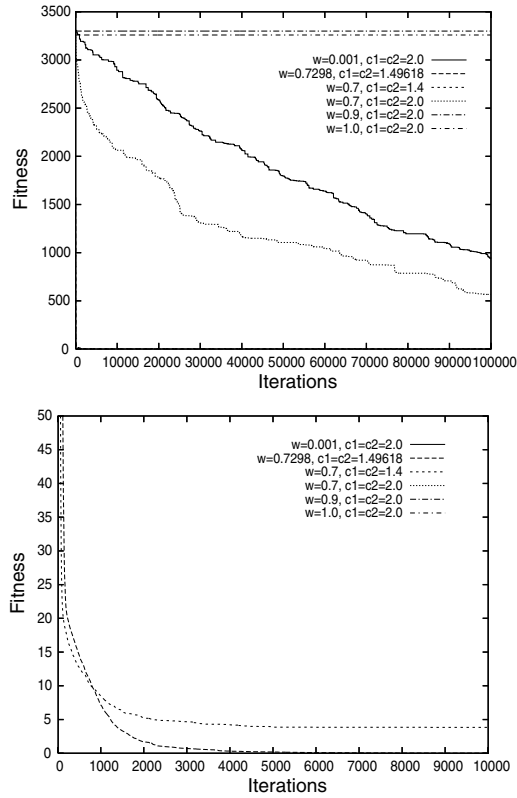 3500
3000
2500
2000
1500
1000
500
0
Fitness
w=0.001, c1=c2=2.0
w=0.7298, c1=c2=1.49618
w=0.7, c1=c2=1.4
w=0.7, c1=c2=2.0
w=0.9, c1=c2=2.0
w=1.0, c1=c2=2.0
0 10000 20000 30000 40000 50000 60000 70000 80000 90000 100000
Iterations
50
45
40
35
30
25
20
15
10
5
0
Fitness
w=0.001, c1=c2=2.0
w=0.7298, c1=c2=1.49618
w=0.7, c1=c2=1.4
w=0.7, c1=c2=2.0
w=0.9, c1=c2=2.0
w=1.0, c1=c2=2.0
0 1000 2000 3000 4000 5000 6000 7000 8000 9000 10000
Iterations